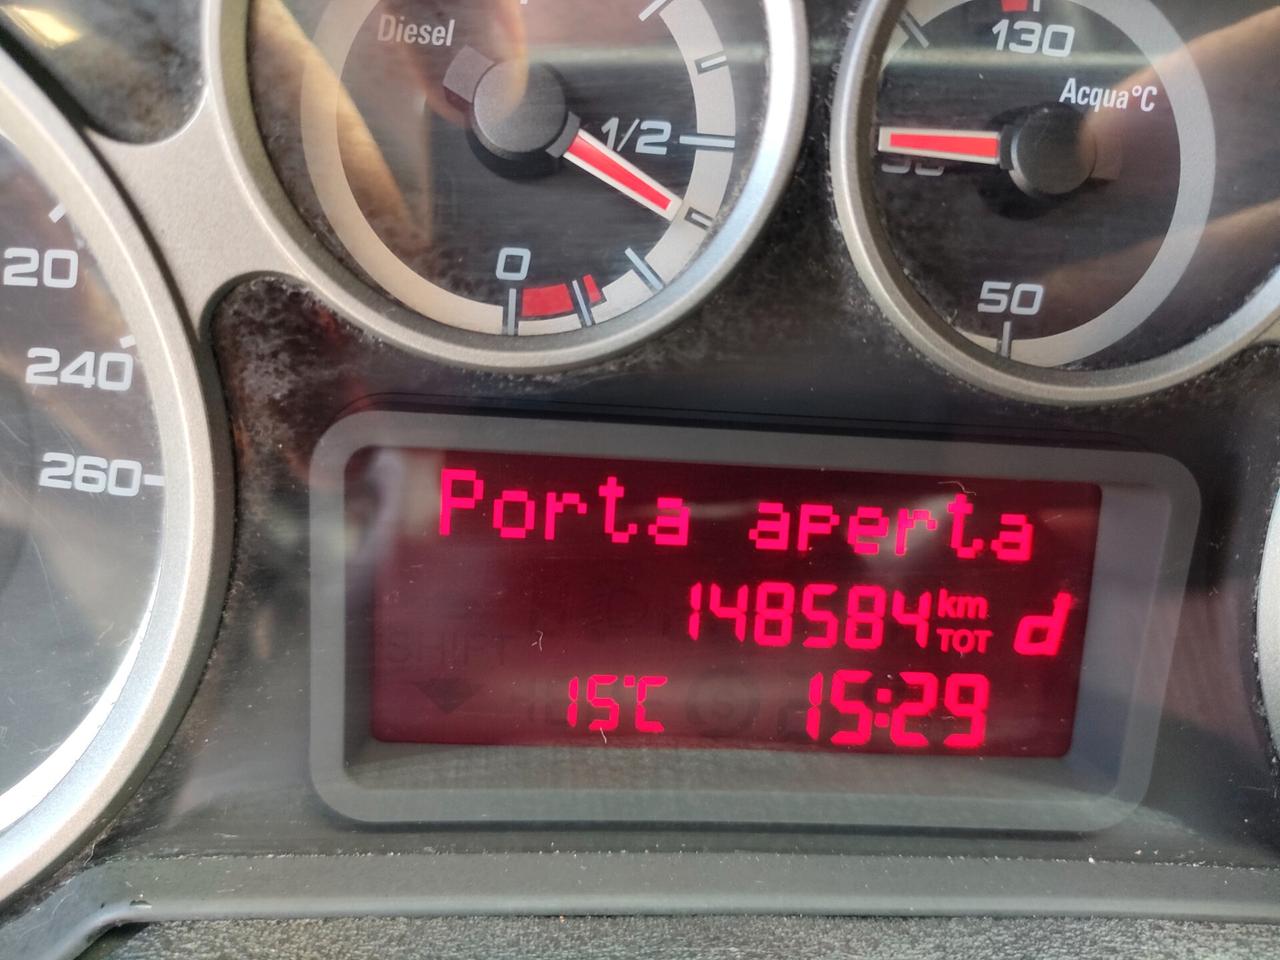 Diesel
1/2
0
130
Acqua°C
50
20
240
260
Porta aperta
148584 km TOT d
15°C 15:29